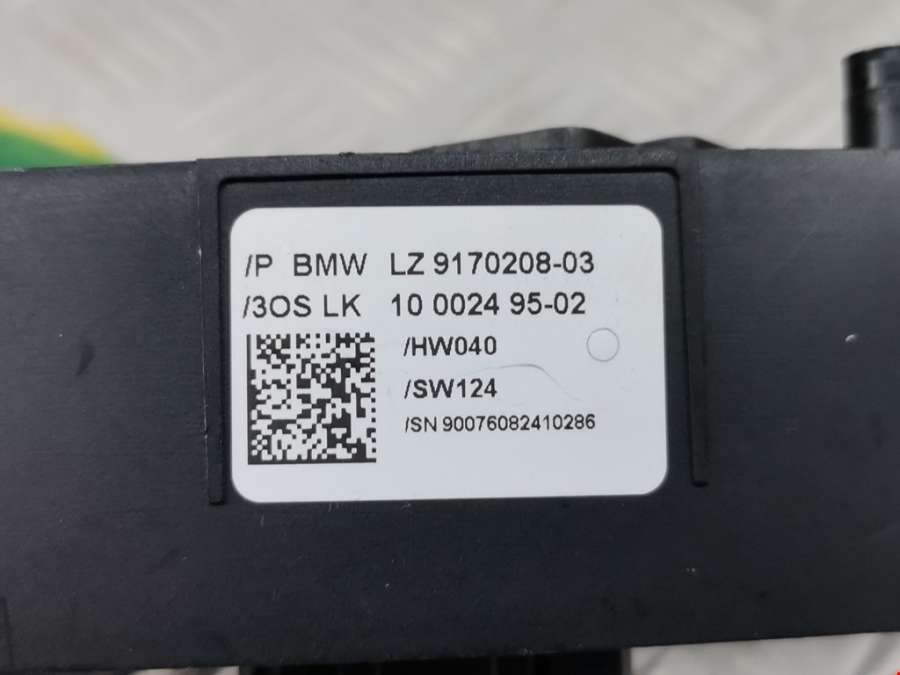 /P BMW LZ 9170208-03
/3OS LK 10 0024 95-02
/HW040
/SW124
/SN 90076082410286